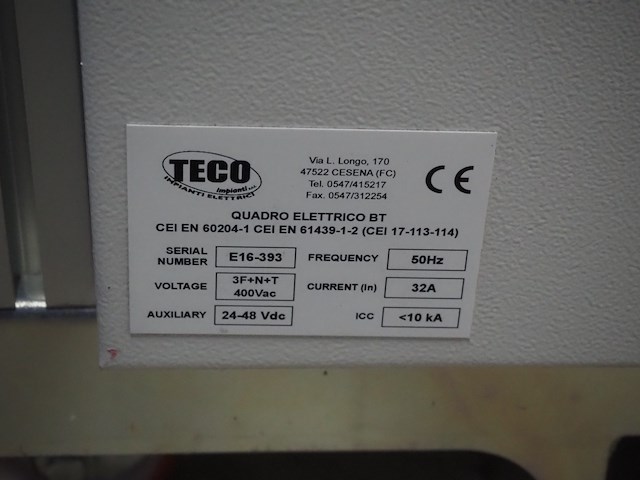 TECO
impianti s.n.c.
IMPIANTI ELETTRICI
Via L. Longo, 170
47522 CESENA (FC)
Tel. 0547/415217
Fax. 0547/312254
CE
QUADRO ELETTRICO BT
CEI EN 60204-1 CEI EN 61439-1-2 (CEI 17-113-114)
SERIAL NUMBER E16-393 FREQUENCY 50Hz
VOLTAGE 3F+N+T 400Vac CURRENT (In) 32A
AUXILIARY 24-48 Vdc ICC <10 kA